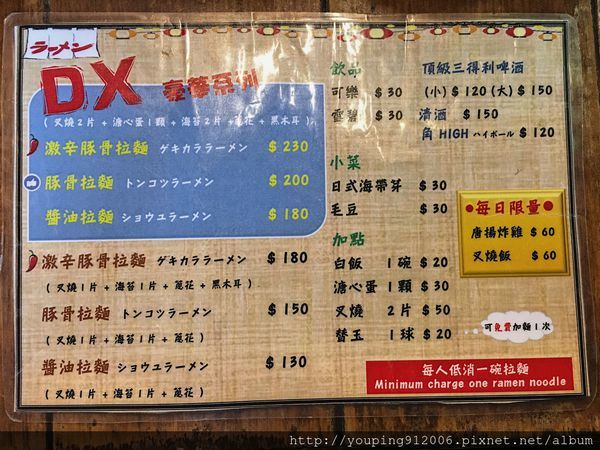 ラーメン
DX 豪華系列
( 叉燒2片 + 溏心蛋1顆 + 海苔2片 + 蔥花 + 黑木耳 )
激辛豚骨拉麵 ゲキカララーメン $ 230
豚骨拉麵 トンコツラーメン $ 200
醬油拉麵 ショウユラーメン $ 180
激辛豚骨拉麵 ゲキカララーメン $ 180
( 叉燒1片 + 海苔1片 + 蔥花 + 黑木耳 )
豚骨拉麵 トンコツラーメン $ 150
( 叉燒1片 + 海苔1片 + 蔥花 )
醬油拉麵 ショウユラーメン $ 130
( 叉燒1片 + 海苔1片 + 蔥花 )
飲品
可樂 $ 30
雪碧 $ 30
小菜
日式海帶芽 $ 30
毛豆 $ 30
加點
白飯 1碗 $ 20
溏心蛋 1顆 $ 30
叉燒 2片 $ 50
替玉 1球 $ 20
可免費加麵1次
頂級三得利啤酒
(小) $ 120 (大) $ 150
清酒 $ 150
角 HIGH ハイボール $ 120
●每日限量●
唐揚炸雞 $ 60
叉燒飯 $ 60
每人低消一碗拉麵
Minimum charge one ramen noodle
http://youping912006.pixnet.net/album